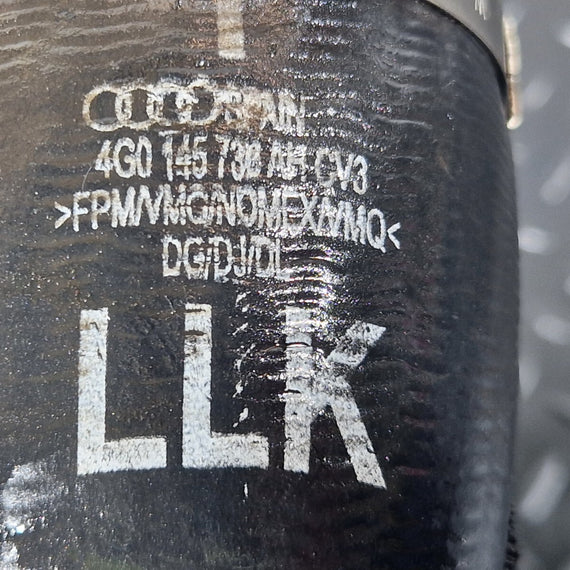 SPAIN
4G0 145 738 AH CV3
>FPM/VMQ/NOMEX/VMQ<
DG/DJ/DL
LLK